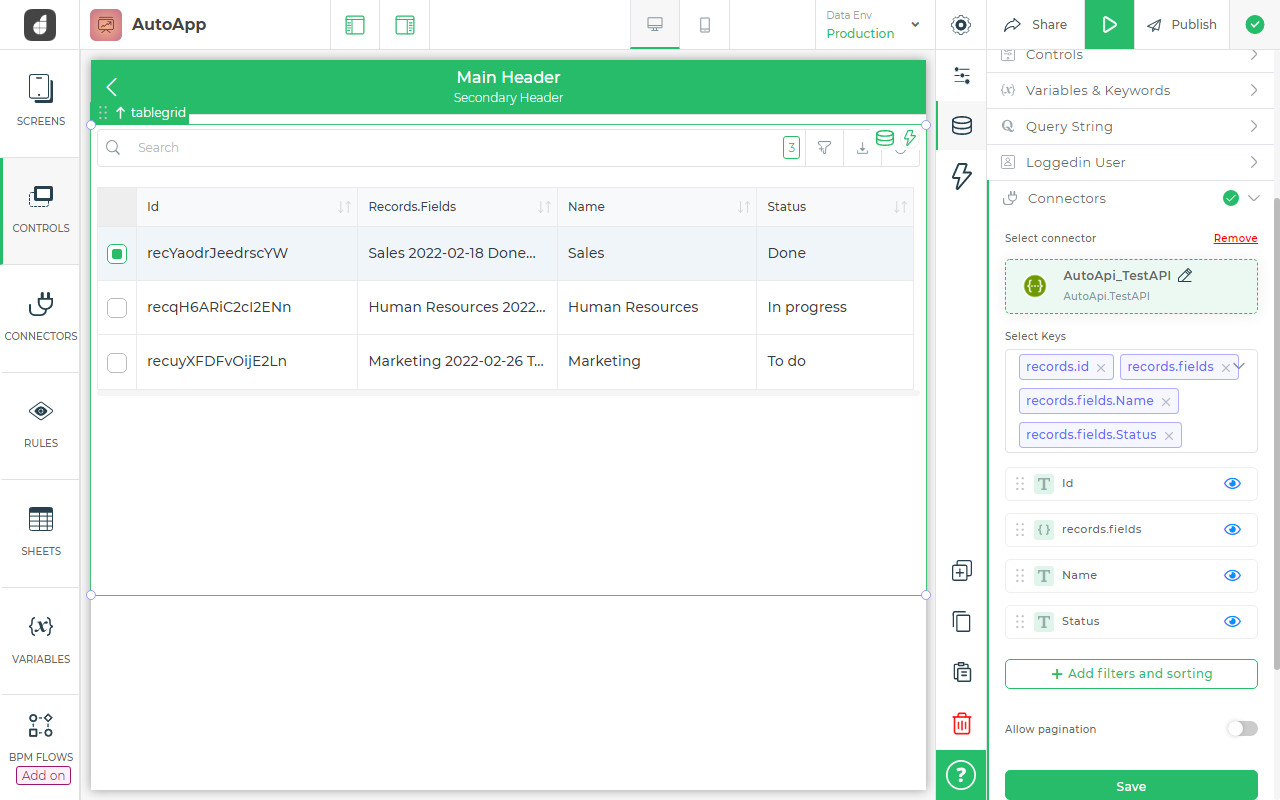 AutoApp
Data Env
Production
Share
Publish
SCREENS
CONTROLS
CONNECTORS
RULES
SHEETS
VARIABLES
BPM FLOWS
Add on
Main Header
Secondary Header
tablegrid
Search
3
Id
Records.Fields
Name
Status
recYaodrJeedrscYW
Sales 2022-02-18 Done...
Sales
Done
recqH6ARiC2cI2ENn
Human Resources 2022...
Human Resources
In progress
recuyXFDFvOijE2Ln
Marketing 2022-02-26 T...
Marketing
To do
?
Controls
{x} Variables & Keywords
Query String
Loggedin User
Connectors
Select connector
Remove
AutoApi_TestAPI
AutoApi.TestAPI
Select Keys
records.id
records.fields
records.fields.Name
records.fields.Status
T Id
{} records.fields
T Name
T Status
+ Add filters and sorting
Allow pagination
Save